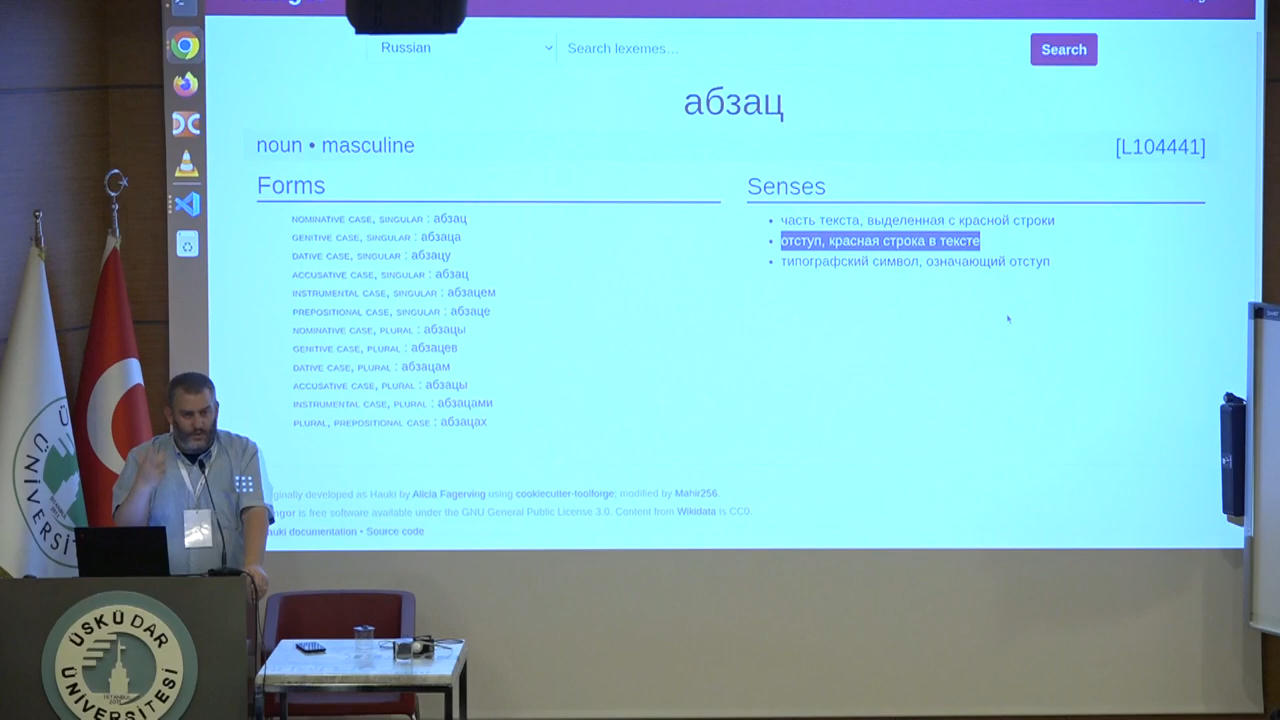 Russian
Search lexemes...
Search
абзац
noun • masculine
[L104441]
Forms
Senses
NOMINATIVE CASE, SINGULAR : абзац
GENITIVE CASE, SINGULAR : абзаца
DATIVE CASE, SINGULAR : абзацу
ACCUSATIVE CASE, SINGULAR : абзац
INSTRUMENTAL CASE, SINGULAR : абзацем
PREPOSITIONAL CASE, SINGULAR : абзаце
NOMINATIVE CASE, PLURAL : абзацы
GENITIVE CASE, PLURAL : абзацев
DATIVE CASE, PLURAL : абзацам
ACCUSATIVE CASE, PLURAL : абзацы
INSTRUMENTAL CASE, PLURAL : абзацами
PLURAL, PREPOSITIONAL CASE : абзацах
• часть текста, выделенная с красной строки
• отступ, красная строка в тексте
• типографский символ, означающий отступ
ginally developed as Hauki by Alicia Fagerving using cookiecutter-toolforge; modified by Mahir256.
ngor is free software available under the GNU General Public License 3.0. Content from Wikidata is CC0.
auki documentation • Source code
ÜSKÜDAR
ÜNİVERSİTESİ
İSTANBUL